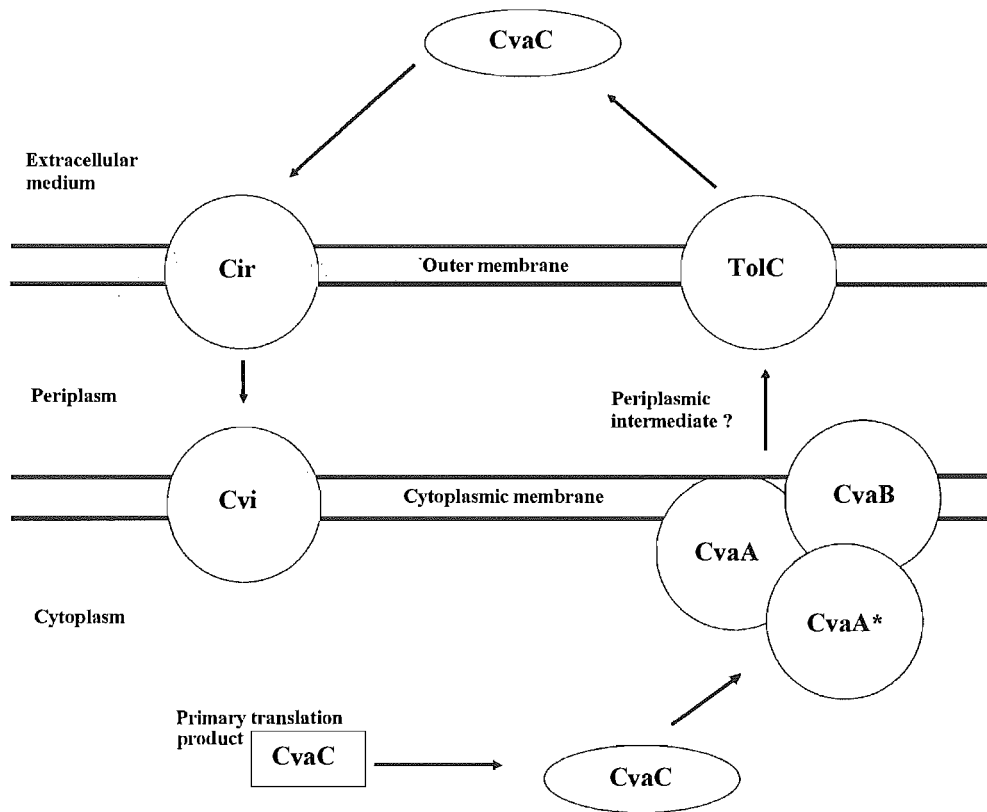 CvaC
Extracellular
medium
Cir
Outer membrane
TolC
Periplasm
Periplasmic
intermediate ?
Cvi
Cytoplasmic membrane
CvaB
CvaA
Cytoplasm
CvaA*
Primary translation
product
CvaC
CvaC